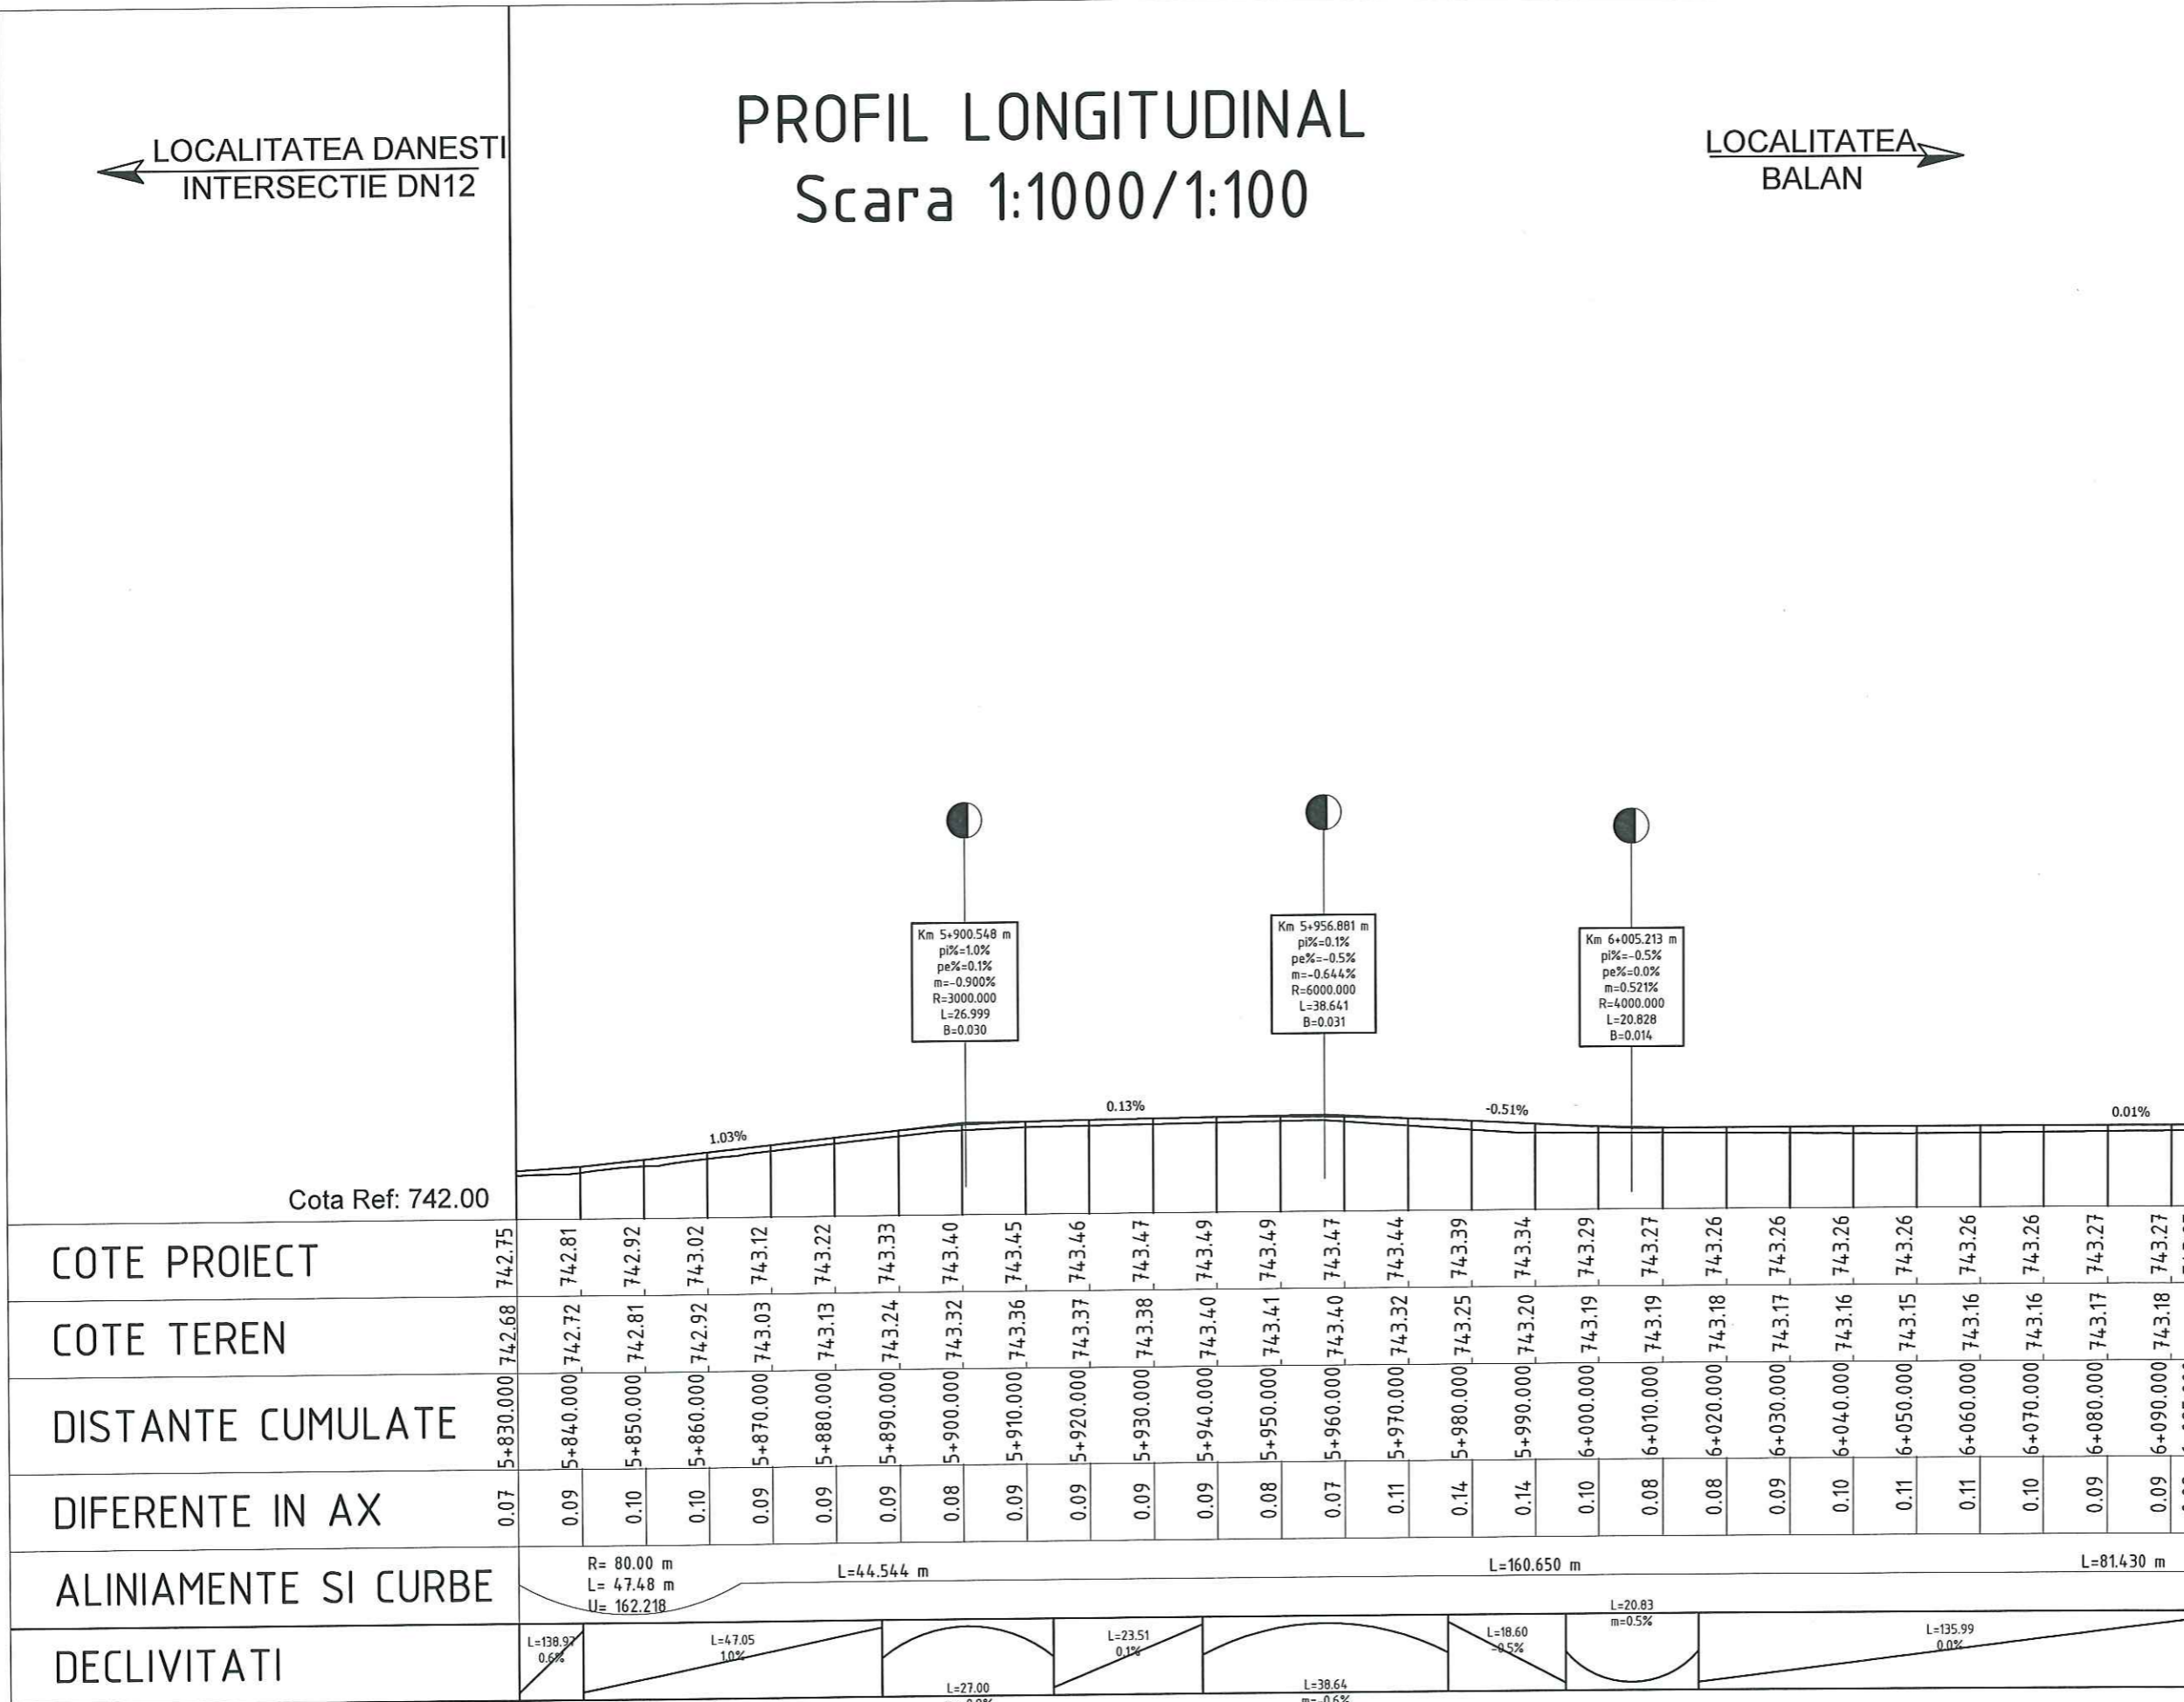 PROFIL LONGITUDINAL
Scara 1:1000/1:100
LOCALITATEA DANESTI
INTERSECTIE DN12
LOCALITATEA
BALAN
Km 5+900.548 m
pi%=1.0%
pe%=0.1%
m=-0.900%
R=3000.000
L=26.999
B=0.030
Km 5+956.881 m
pi%=0.1%
pe%=-0.5%
m=-0.644%
R=6000.000
L=38.641
B=0.031
Km 6+005.213 m
pi%=-0.5%
pe%=0.0%
m=0.521%
R=4000.000
L=20.828
B=0.014
1.03%
0.13%
-0.51%
0.01%
Cota Ref: 742.00
COTE PROIECT 742.75 742.81 742.92 743.02 743.12 743.22 743.33 743.40 743.45 743.46 743.47 743.49 743.49 743.47 743.44 743.39 743.34 743.29 743.27 743.26 743.26 743.26 743.26 743.26 743.26 743.27 743.27
COTE TEREN 742.68 742.72 742.81 742.92 743.03 743.13 743.24 743.32 743.36 743.37 743.38 743.40 743.41 743.40 743.32 743.25 743.20 743.19 743.19 743.18 743.17 743.16 743.15 743.16 743.16 743.17 743.18
DISTANTE CUMULATE 5+830.000 5+840.000 5+850.000 5+860.000 5+870.000 5+880.000 5+890.000 5+900.000 5+910.000 5+920.000 5+930.000 5+940.000 5+950.000 5+960.000 5+970.000 5+980.000 5+990.000 6+000.000 6+010.000 6+020.000 6+030.000 6+040.000 6+050.000 6+060.000 6+070.000 6+080.000 6+090.000
DIFERENTE IN AX 0.07 0.09 0.10 0.10 0.09 0.09 0.09 0.08 0.09 0.09 0.09 0.09 0.08 0.07 0.11 0.14 0.14 0.10 0.08 0.08 0.09 0.10 0.11 0.11 0.10 0.09 0.09
ALINIAMENTE SI CURBE
R= 80.00 m
L= 47.48 m
U= 162.218
L=44.544 m
L=160.650 m
L=81.430 m
DECLIVITATI
L=138.97
0.6%
L=47.05
1.0%
L=27.00
L=23.51
0.1%
L=38.64
m=-0.6%
L=18.60
-0.5%
L=20.83
m=0.5%
L=135.99
0.0%